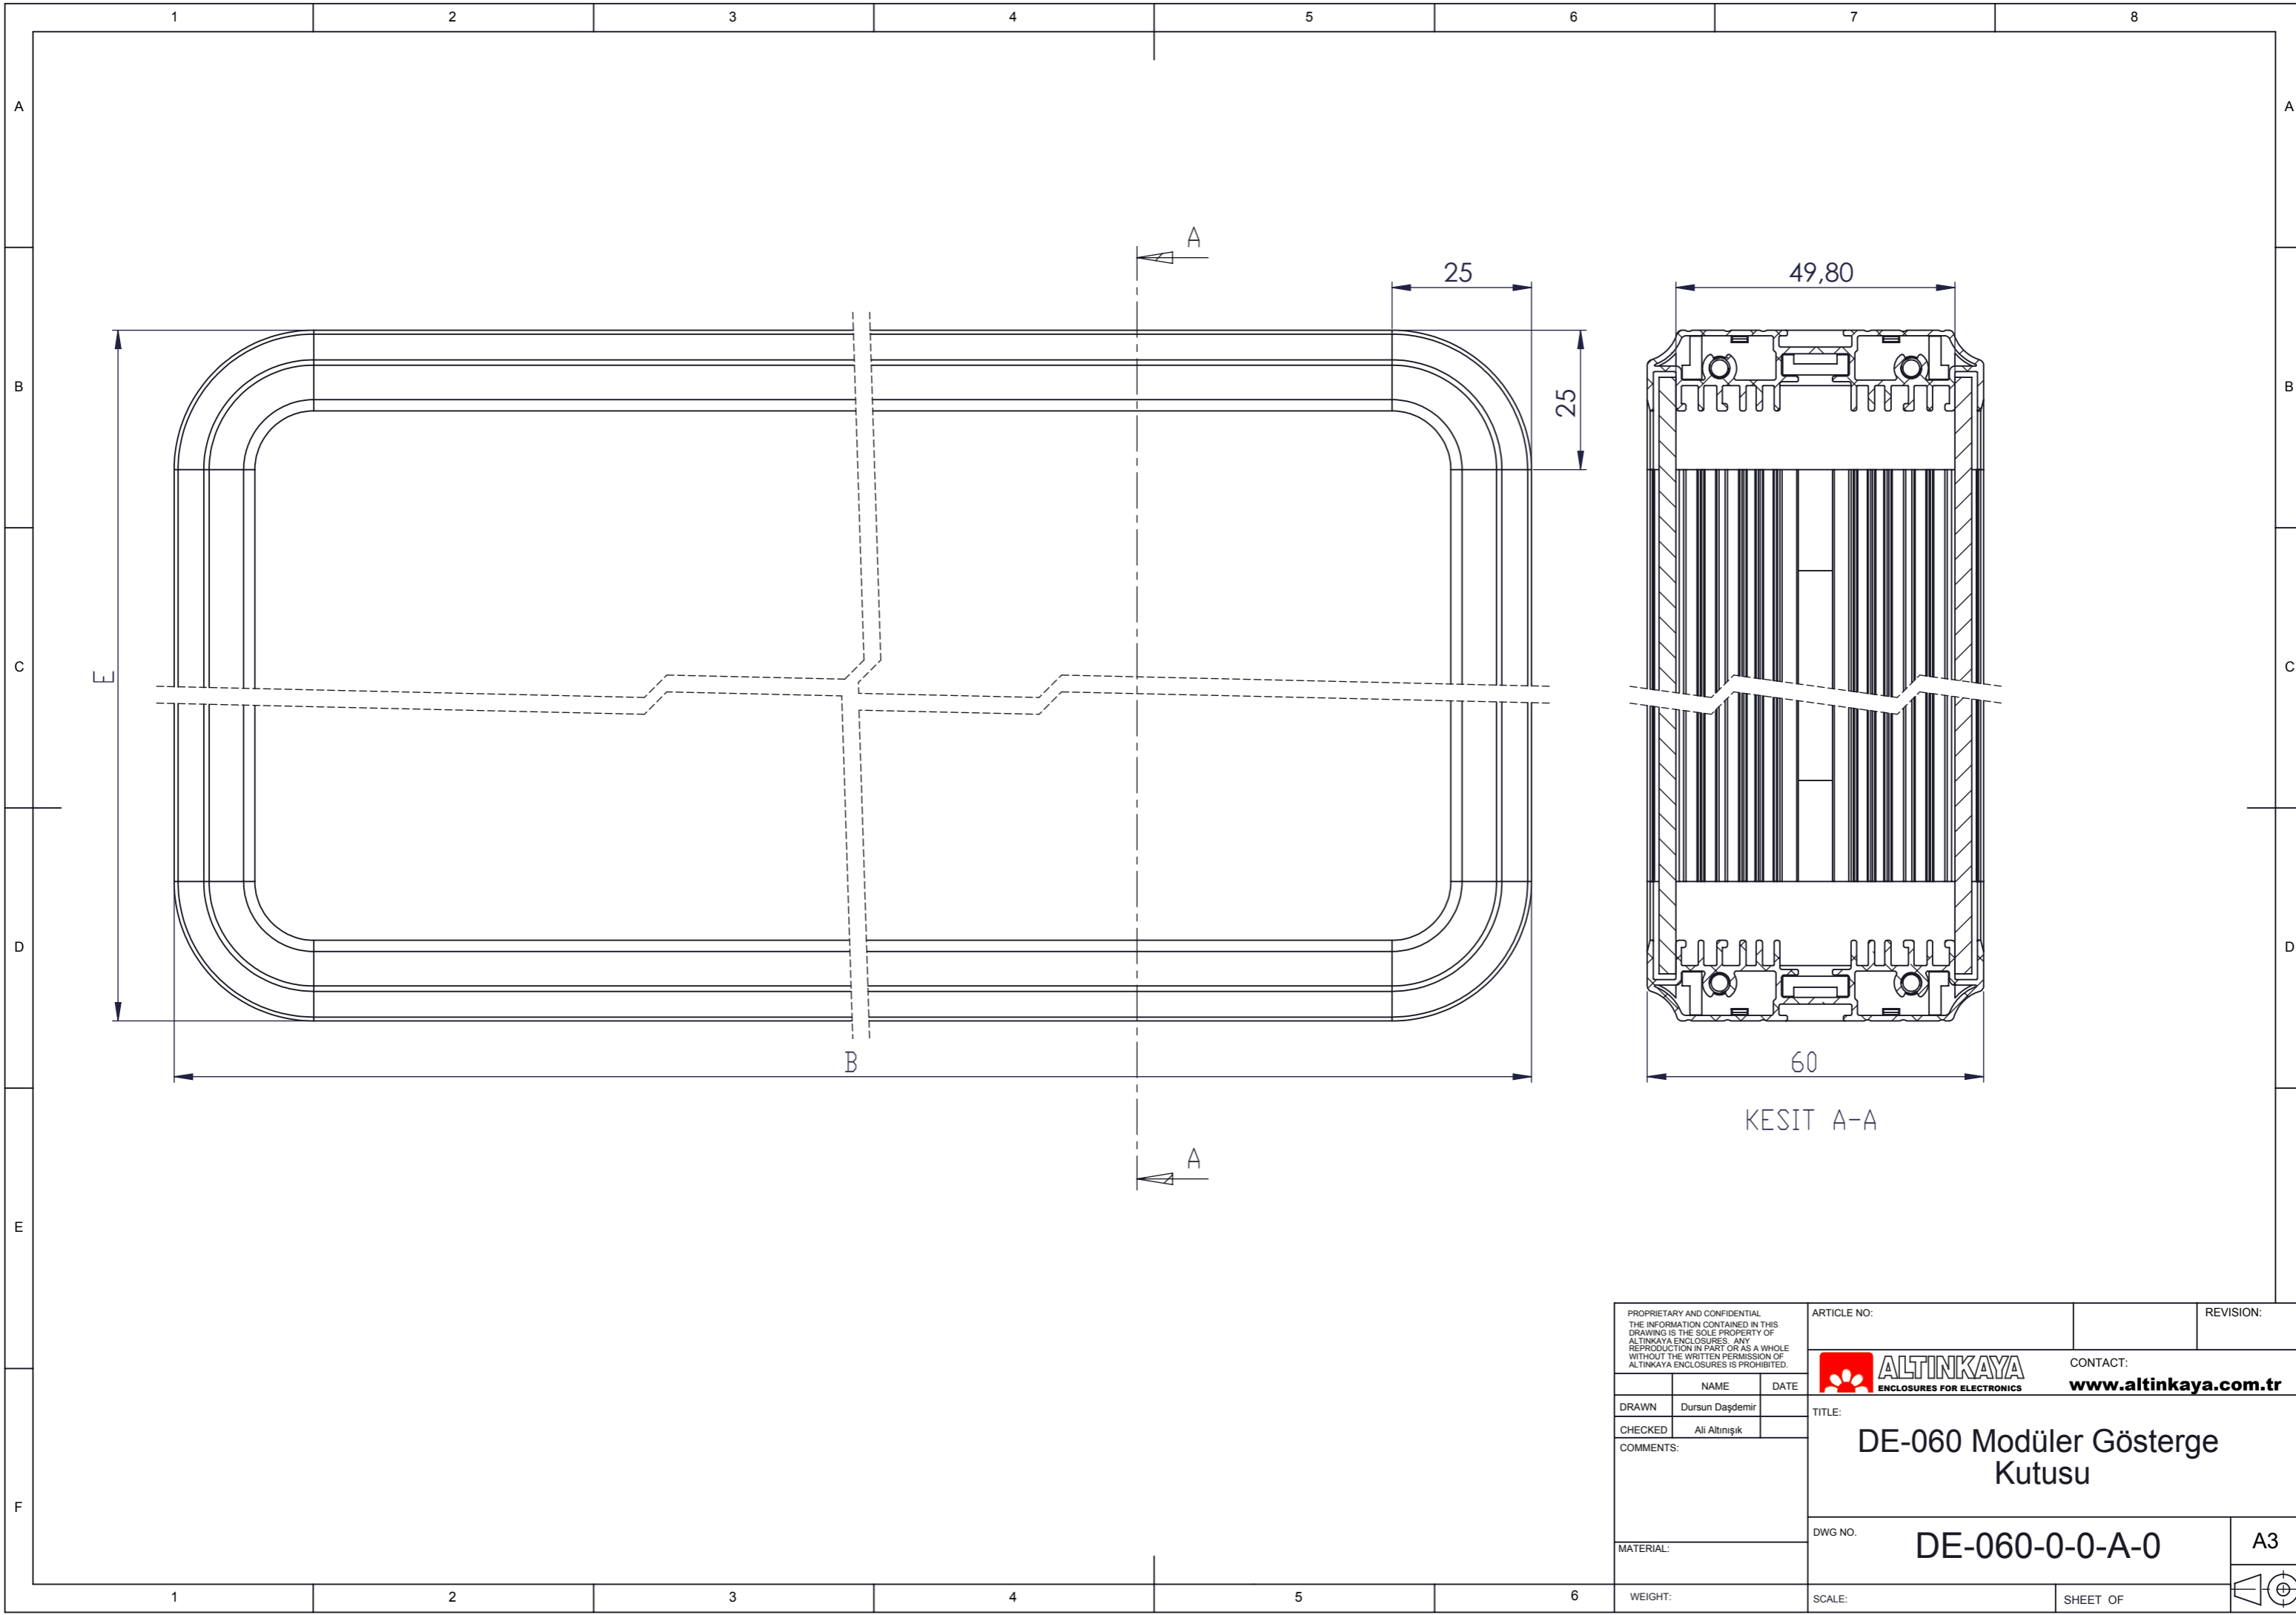 1 2 3 4 5 6 7 8
A A
A
25 49,80
B 25 B
C E C
D D
B 60
KESIT A-A
A
E
PROPRIETARY AND CONFIDENTIAL
THE INFORMATION CONTAINED IN THIS
DRAWING IS THE SOLE PROPERTY OF
ALTINKAYA ENCLOSURES. ANY
REPRODUCTION IN PART OR AS A WHOLE
WITHOUT THE WRITTEN PERMISSION OF
ALTINKAYA ENCLOSURES IS PROHIBITED.
ARTICLE NO: REVISION:
ALTINKAYA
ENCLOSURES FOR ELECTRONICS
CONTACT:
www.altinkaya.com.tr
NAME DATE
DRAWN Dursun Daşdemir
CHECKED Ali Altınışık
COMMENTS:
TITLE:
DE-060 Modüler Gösterge
Kutusu
F
MATERIAL:
DWG NO.
DE-060-0-0-A-0
A3
WEIGHT:
SCALE:
SHEET OF
1 2 3 4 5 6